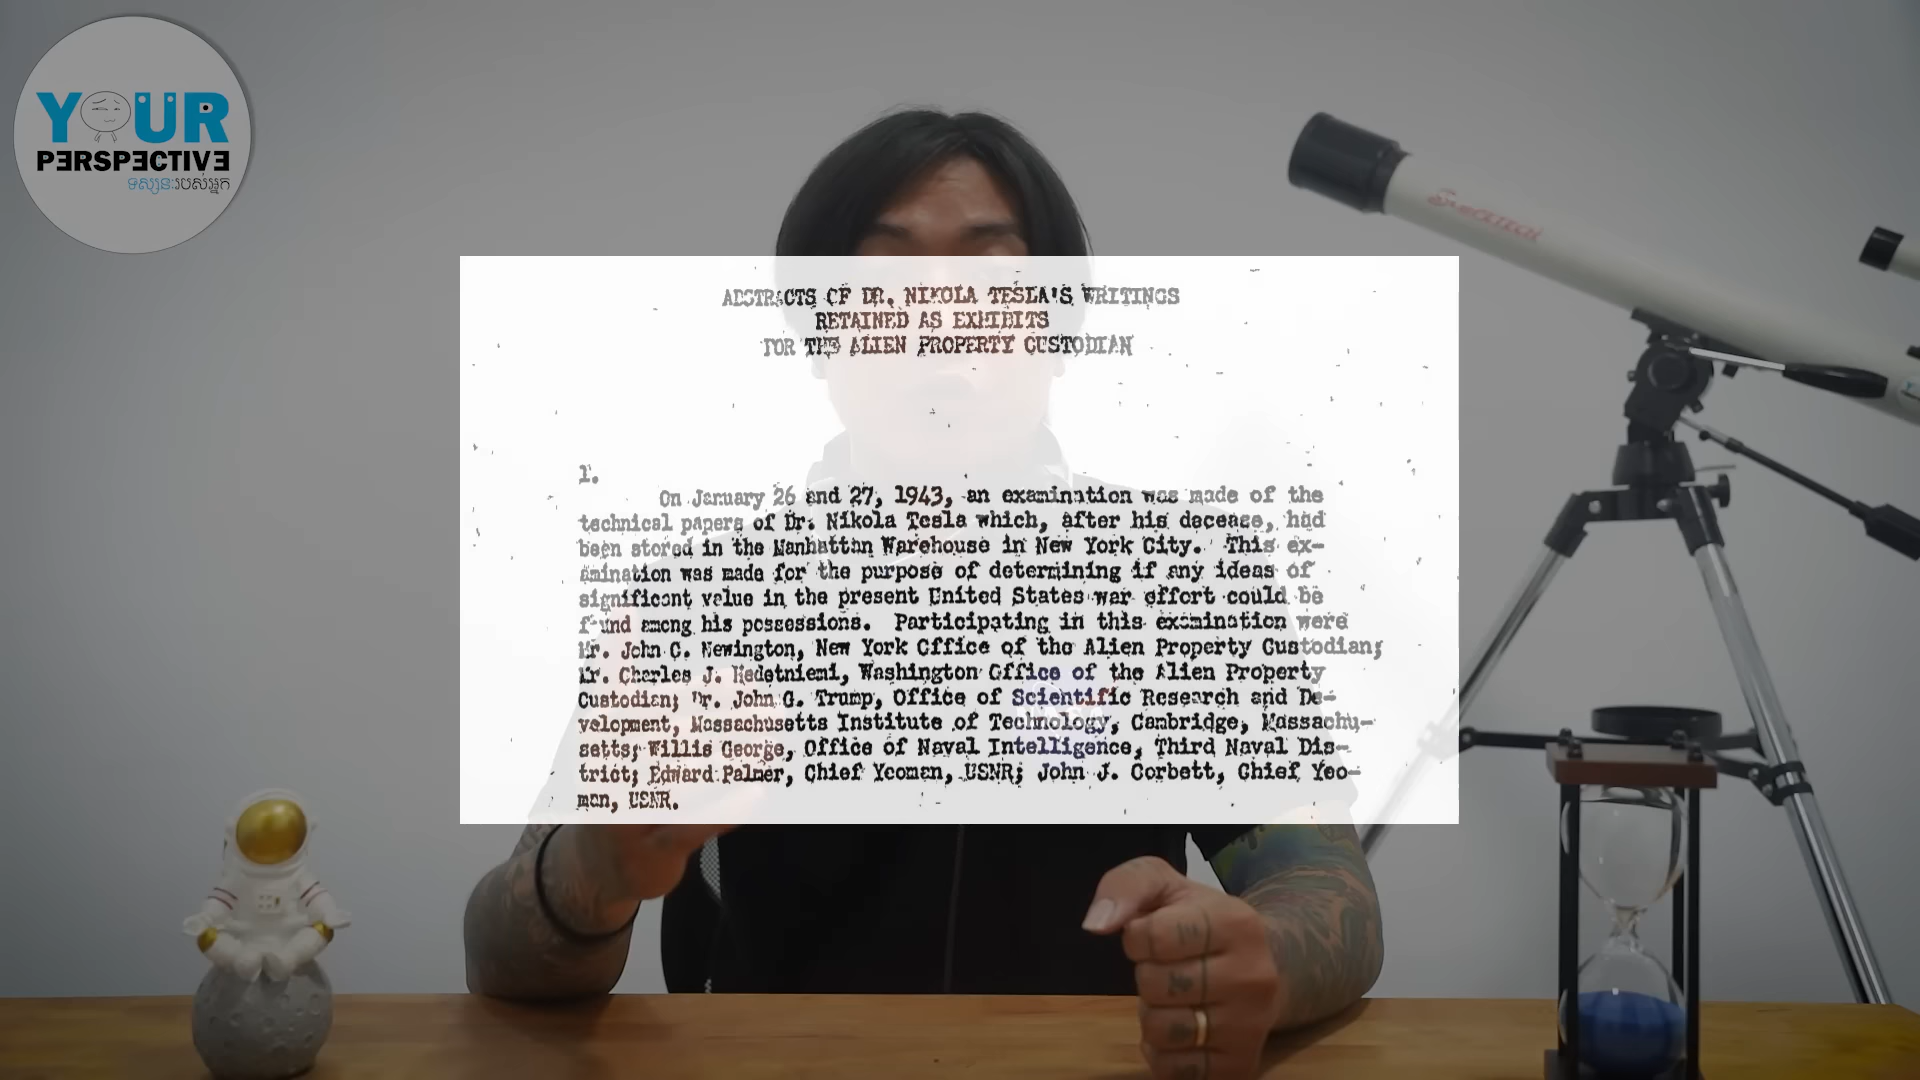 YOUR
PERSPECTIVE
ទស្សនៈរបស់អ្នក
ABSTRACTS OF DR. NIKOLA TESLA'S WRITINGS
RETAINED AS EXHIBITS
FOR THE ALIEN PROPERTY CUSTODIAN
1.
On January 26 and 27, 1943, an examination was made of the
technical papers of Dr. Nikola Tesla which, after his decease, had
been stored in the Manhattan Warehouse in New York City. This ex-
amination was made for the purpose of determining if any ideas of
significant value in the present United States war effort could be
found among his possessions. Participating in this examination were
Mr. John C. Newington, New York Office of the Alien Property Custodian;
Mr. Charles J. Hedetniemi, Washington Office of the Alien Property
Custodian; Dr. John G. Trump, Office of Scientific Research and De-
velopment, Massachusetts Institute of Technology, Cambridge, Massachu-
setts; Willis George, Office of Naval Intelligence, Third Naval Dis-
trict; Edward Palmer, Chief Yeoman, USNR; John J. Corbett, Chief Yeo-
man, USNR.